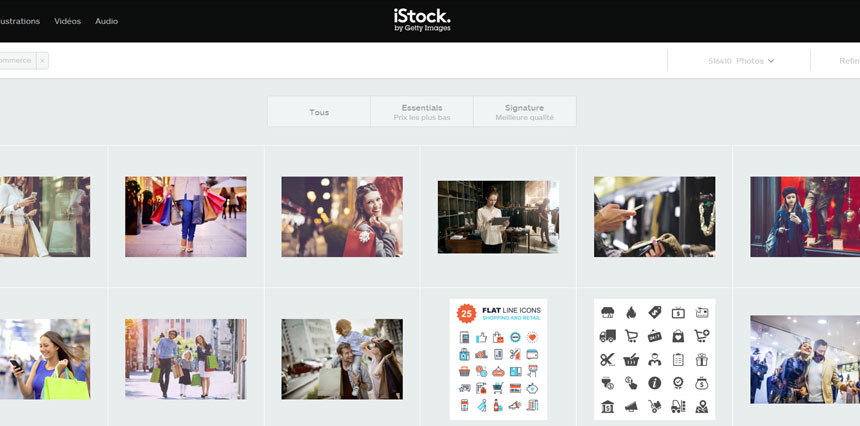 iStock.
by Getty Images
ustrations Vidéos Audio
ommerce ×
516410 Photos
Refin
Tous
Essentials
Prix les plus bas
Signature
Meilleure qualité
25 FLAT LINE ICONS
SHOPPING AND RETAIL